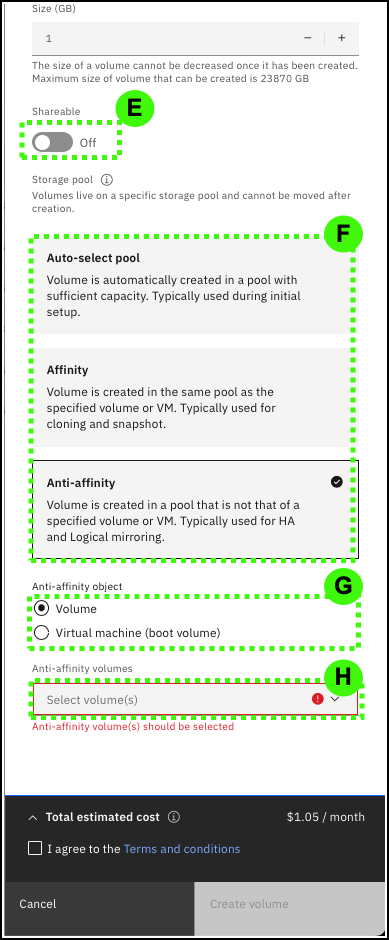 Size (GB)
1
The size of a volume cannot be decreased once it has been created.
Maximum size of volume that can be created is 23870 GB
E
Shareable
Off
Storage pool
Volumes live on a specific storage pool and cannot be moved after
creation.
F
Auto-select pool
Volume is automatically created in a pool with
sufficient capacity. Typically used during initial
setup.
Affinity
Volume is created in the same pool as the
specified volume or VM. Typically used for
cloning and snapshot.
Anti-affinity
Volume is created in a pool that is not that of a
specified volume or VM. Typically used for HA
and Logical mirroring.
Anti-affinity object
G
Volume
Virtual machine (boot volume)
Anti-affinity volumes
H
Select volume(s)
Anti-affinity volume(s) should be selected
Total estimated cost
$1.05 / month
I agree to the Terms and conditions
Cancel
Create volume